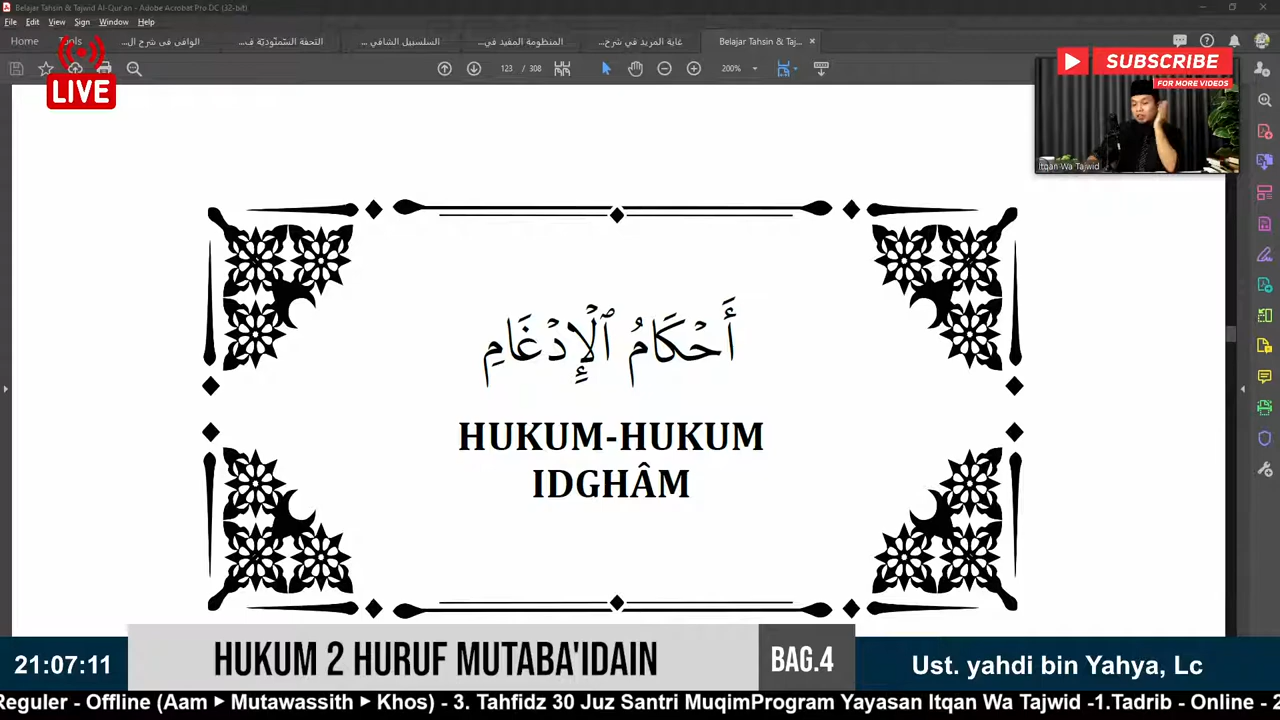 Belajar Tahsin & Tajwid Al-Qur'an - Adobe Acrobat Pro DC (32-bit)
File Edit View Sign Window Help
Home Tools الوافى فى شرح ال... التحفة السمنودية ف... السلسبيل الشافي المنظومة المفيد في... غاية المريد في شرح... Belajar Tahsin & Taj...
123 / 308 200%
LIVE
SUBSCRIBE
FOR MORE VIDEOS
Itqan Wa Tajwid
أَحْكَامُ ٱلْإِدْغَامِ
HUKUM-HUKUM
IDGHÂM
21:07:11 HUKUM 2 HURUF MUTABA'IDAIN BAG.4 Ust. yahdi bin Yahya, Lc
Reguler - Offline (Aam ▸ Mutawassith ▸ Khos) - 3. Tahfidz 30 Juz Santri MuqimProgram Yayasan Itqan Wa Tajwid -1.Tadrib - Online - 2